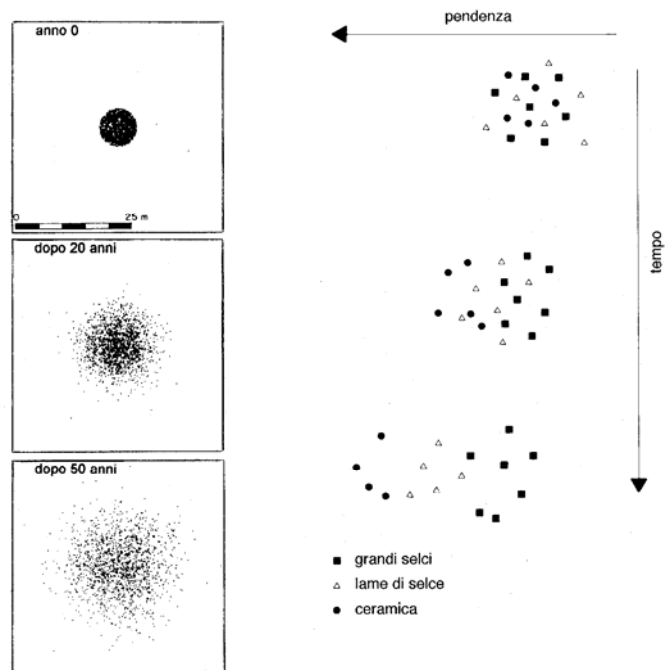 anno 0
0 25 m
dopo 20 anni
dopo 50 anni
pendenza
tempo
grandi selci
lame di selce
ceramica